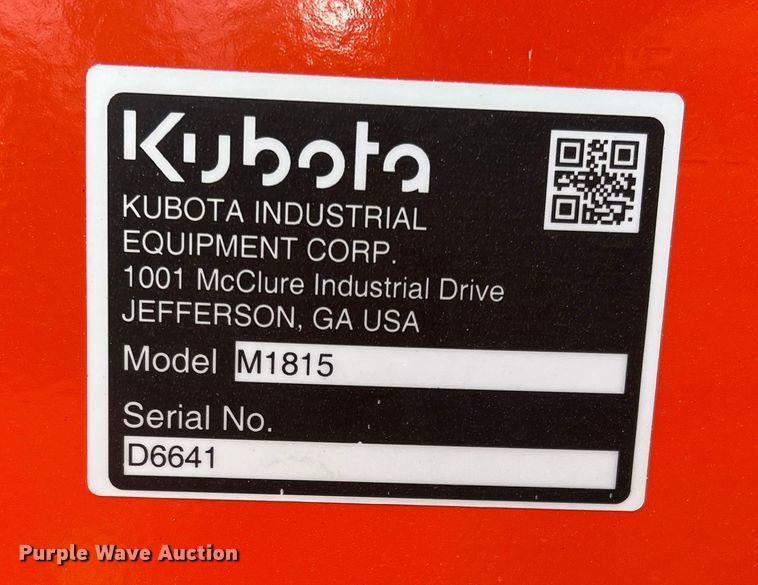 Kubota
KUBOTA INDUSTRIAL
EQUIPMENT CORP.
1001 McClure Industrial Drive
JEFFERSON, GA USA
Model M1815
Serial No.
D6641
Purple Wave Auction